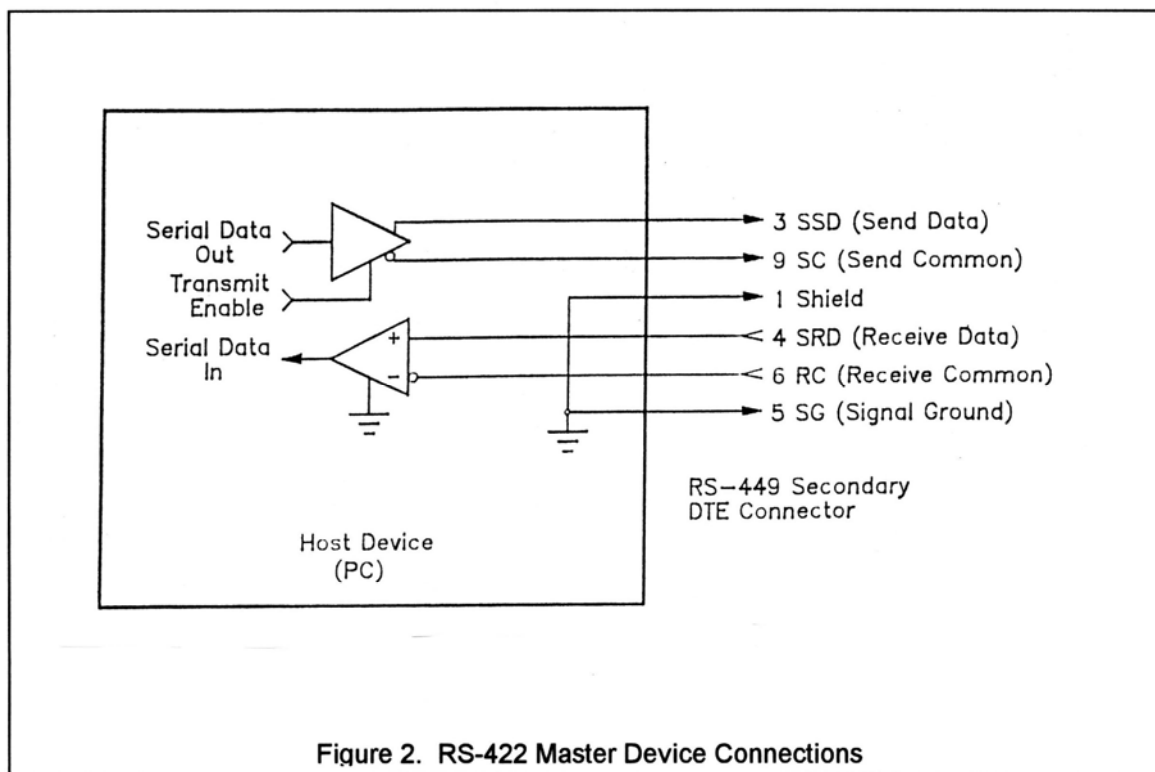 Serial Data
Out
Transmit
Enable
Serial Data
In
+
−
3 SSD (Send Data)
9 SC (Send Common)
1 Shield
4 SRD (Receive Data)
6 RC (Receive Common)
5 SG (Signal Ground)
RS-449 Secondary
DTE Connector
Host Device
(PC)
Figure 2. RS-422 Master Device Connections